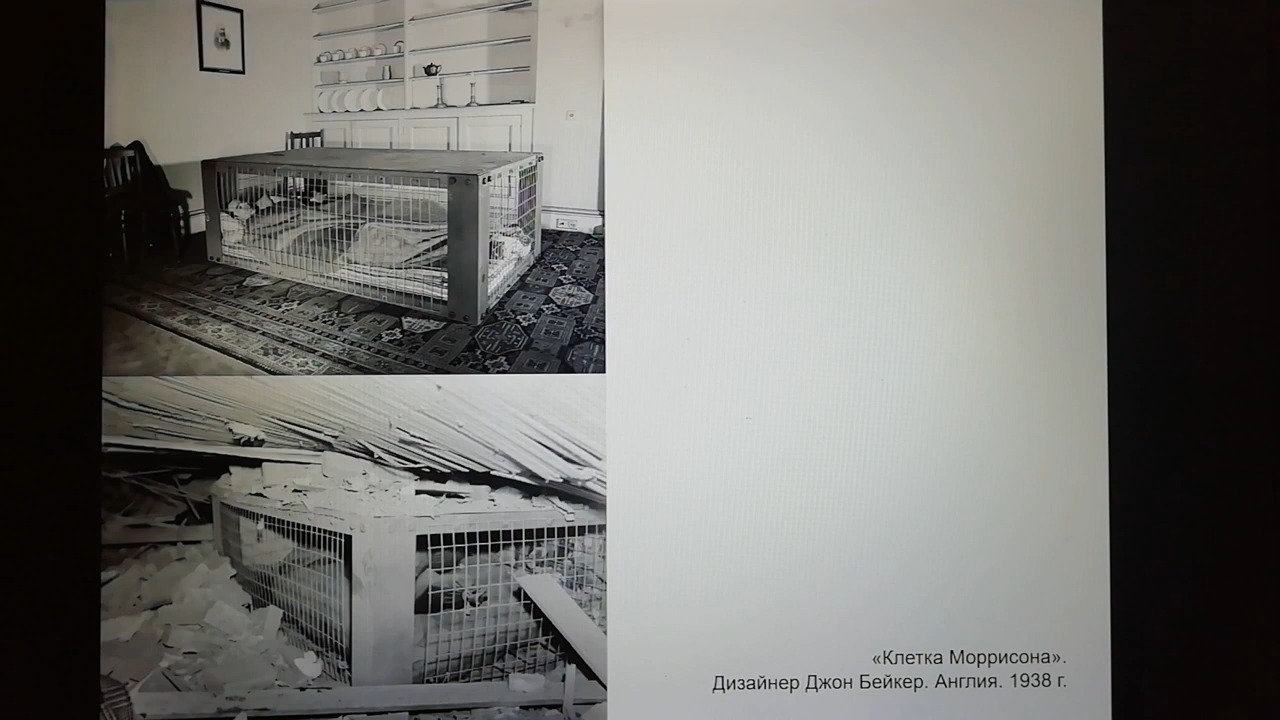 «Клетка Моррисона».
Дизайнер Джон Бейкер. Англия. 1938 г.